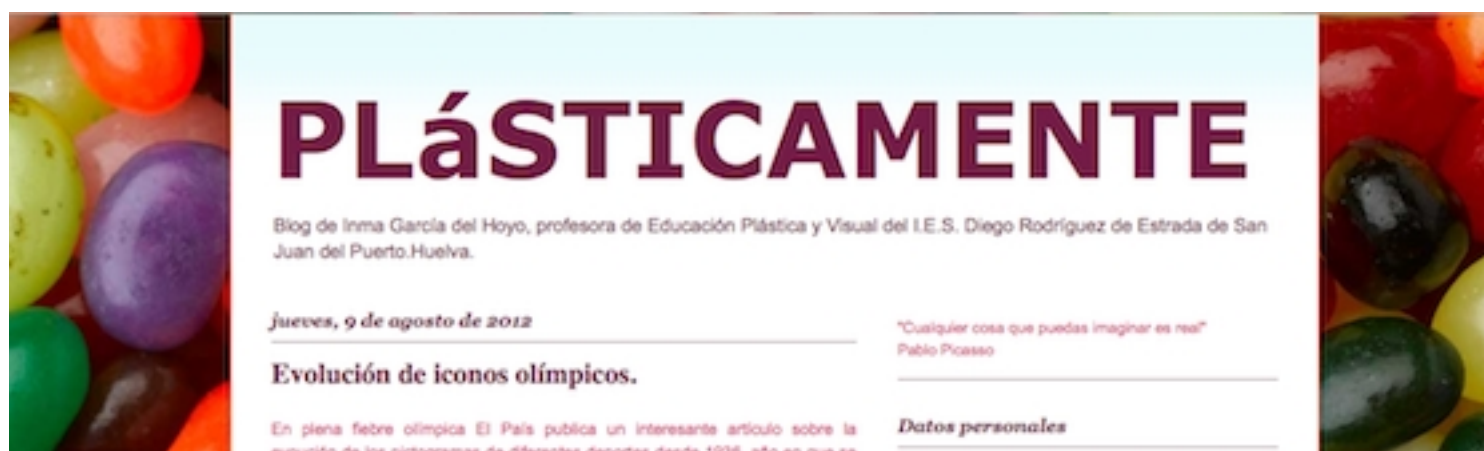 PLáSTICAMENTE
Blog de Inma García del Hoyo, profesora de Educación Plástica y Visual del I.E.S. Diego Rodríguez de Estrada de San
Juan del Puerto.Huelva.
jueves, 9 de agosto de 2012
Evolución de iconos olímpicos.
En plena fiebre olímpica El País publica un interesante artículo sobre la
"Cualquier cosa que puedas imaginar es real"
Pablo Picasso
Datos personales